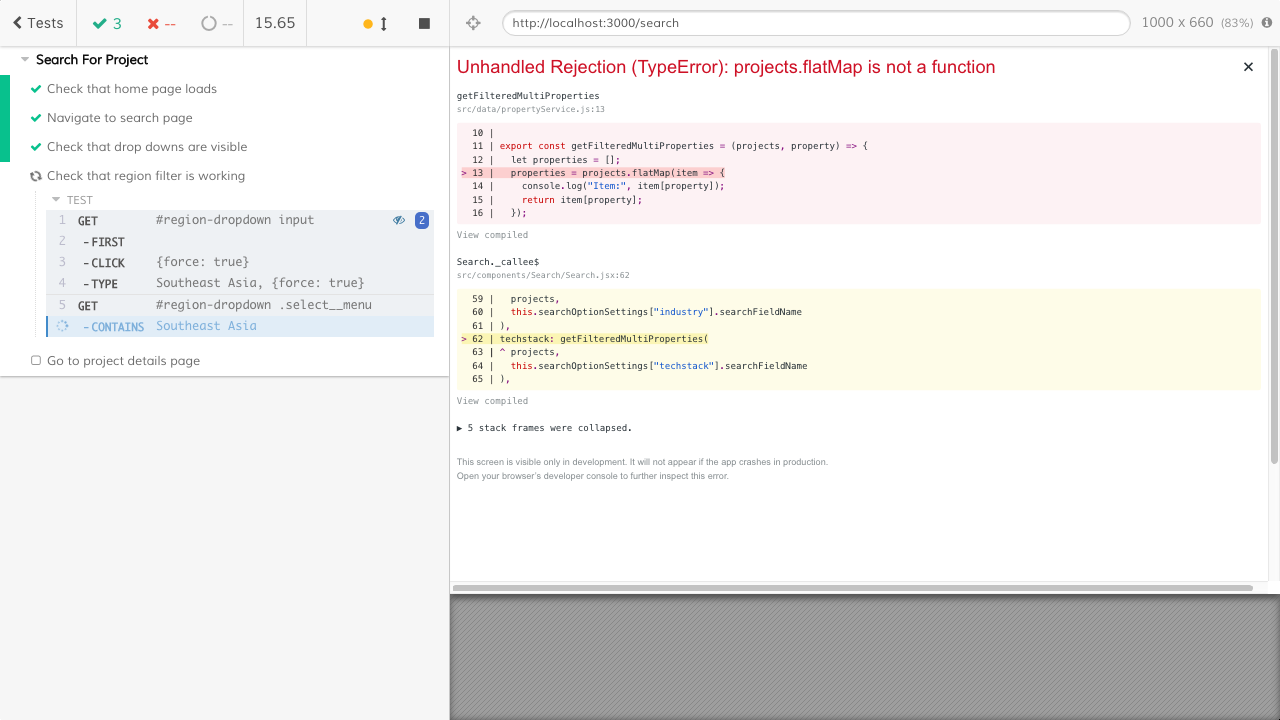 Tests
3
--
--
15.65
http://localhost:3000/search
1000 x 660 (83%)
Search For Project
Check that home page loads
Navigate to search page
Check that drop downs are visible
Check that region filter is working
TEST
1 GET #region-dropdown input 2
2 -FIRST
3 -CLICK {force: true}
4 -TYPE Southeast Asia, {force: true}
5 GET #region-dropdown .select__menu
-CONTAINS Southeast Asia
Go to project details page
Unhandled Rejection (TypeError): projects.flatMap is not a function
×
getFilteredMultiProperties
src/data/propertyService.js:13
10 |
11 | export const getFilteredMultiProperties = (projects, property) => {
12 |   let properties = [];
> 13 |   properties = projects.flatMap(item => {
14 |     console.log("Item:", item[property]);
15 |     return item[property];
16 |   });
View compiled
Search._callee$
src/components/Search/Search.jsx:62
59 |   projects,
60 |   this.searchOptionSettings["industry"].searchFieldName
61 | ),
> 62 | techstack: getFilteredMultiProperties(
63 | ^ projects,
64 |   this.searchOptionSettings["techstack"].searchFieldName
65 | ),
View compiled
▶ 5 stack frames were collapsed.
This screen is visible only in development. It will not appear if the app crashes in production.
Open your browser's developer console to further inspect this error.